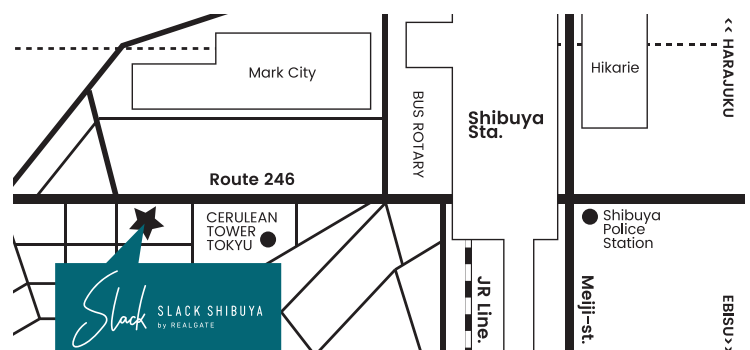 << HARAJUKU
Mark City
Hikarie
BUS ROTARY
Shibuya
Sta.
Route 246
CERULEAN
TOWER
TOKYU
Shibuya
Police
Station
Slack
SLACK SHIBUYA
by REALGATE
JR Line.
Meiji-st.
EBISU>>